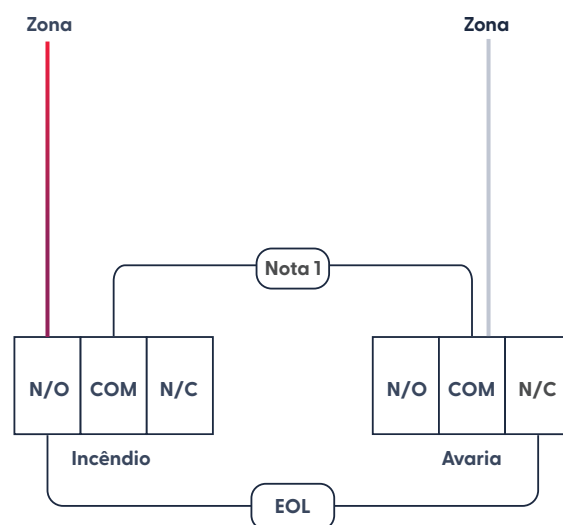 Zona Zona
Nota 1
N/O COM N/C N/O COM N/C
Incêndio Avaria
EOL